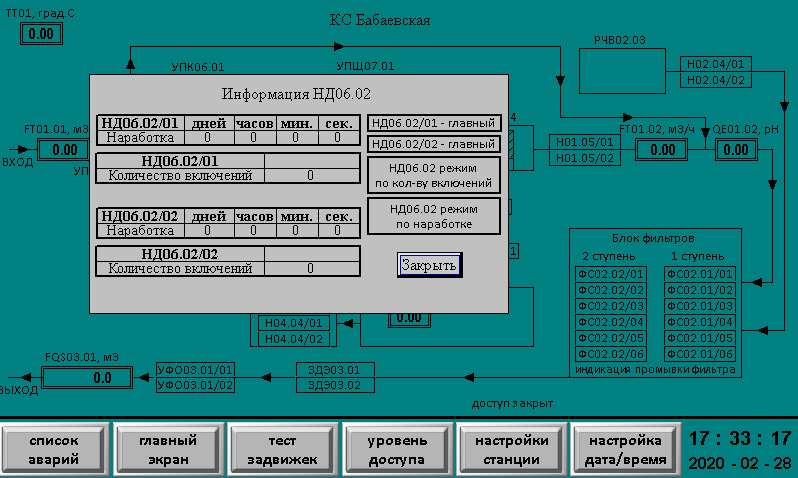 ТТ01, град.С
0.00
КС Бабаевская
РЧВ02.03
Н02.04/01
Н02.04/02
УПК06.01
УПЩ07.01
Информация НД06.02
НД06.02/01 дней часов мин. сек.
Наработка 0 0 0 0
НД06.02/01
Количество включений 0
НД06.02/02 дней часов мин. сек.
Наработка 0 0 0 0
НД06.02/02
Количество включений 0
НД06.02/01 - главный
НД06.02/02 - главный
НД06.02 режим
по кол-ву включений
НД06.02 режим
по наработке
Закрыть
FT01.01, м3
0.00
ВХОД
УП
4
Н01.05/01
Н01.05/02
FT01.02, м3/ч
0.00
QE01.02, pH
0.00
1
Блок фильтров
2 ступень 1 ступень
ФС02.02/01 ФС02.01/01
ФС02.02/02 ФС02.01/02
ФС02.02/03 ФС02.01/03
ФС02.02/04 ФС02.01/04
ФС02.02/05 ФС02.01/05
ФС02.02/06 ФС02.01/06
индикация промывки фильтра
0.00
Н04.04/01
Н04.04/02
FQS03.01, м3
0.0
ВЫХОД
УФО03.01/01
УФО03.01/02
ЗДЭ03.01
ЗДЭ03.02
доступ закрыт
список
аварий
главный
экран
тест
задвижек
уровень
доступа
настройки
станции
настройка
дата/время
17 : 33 : 17
2020 - 02 - 28